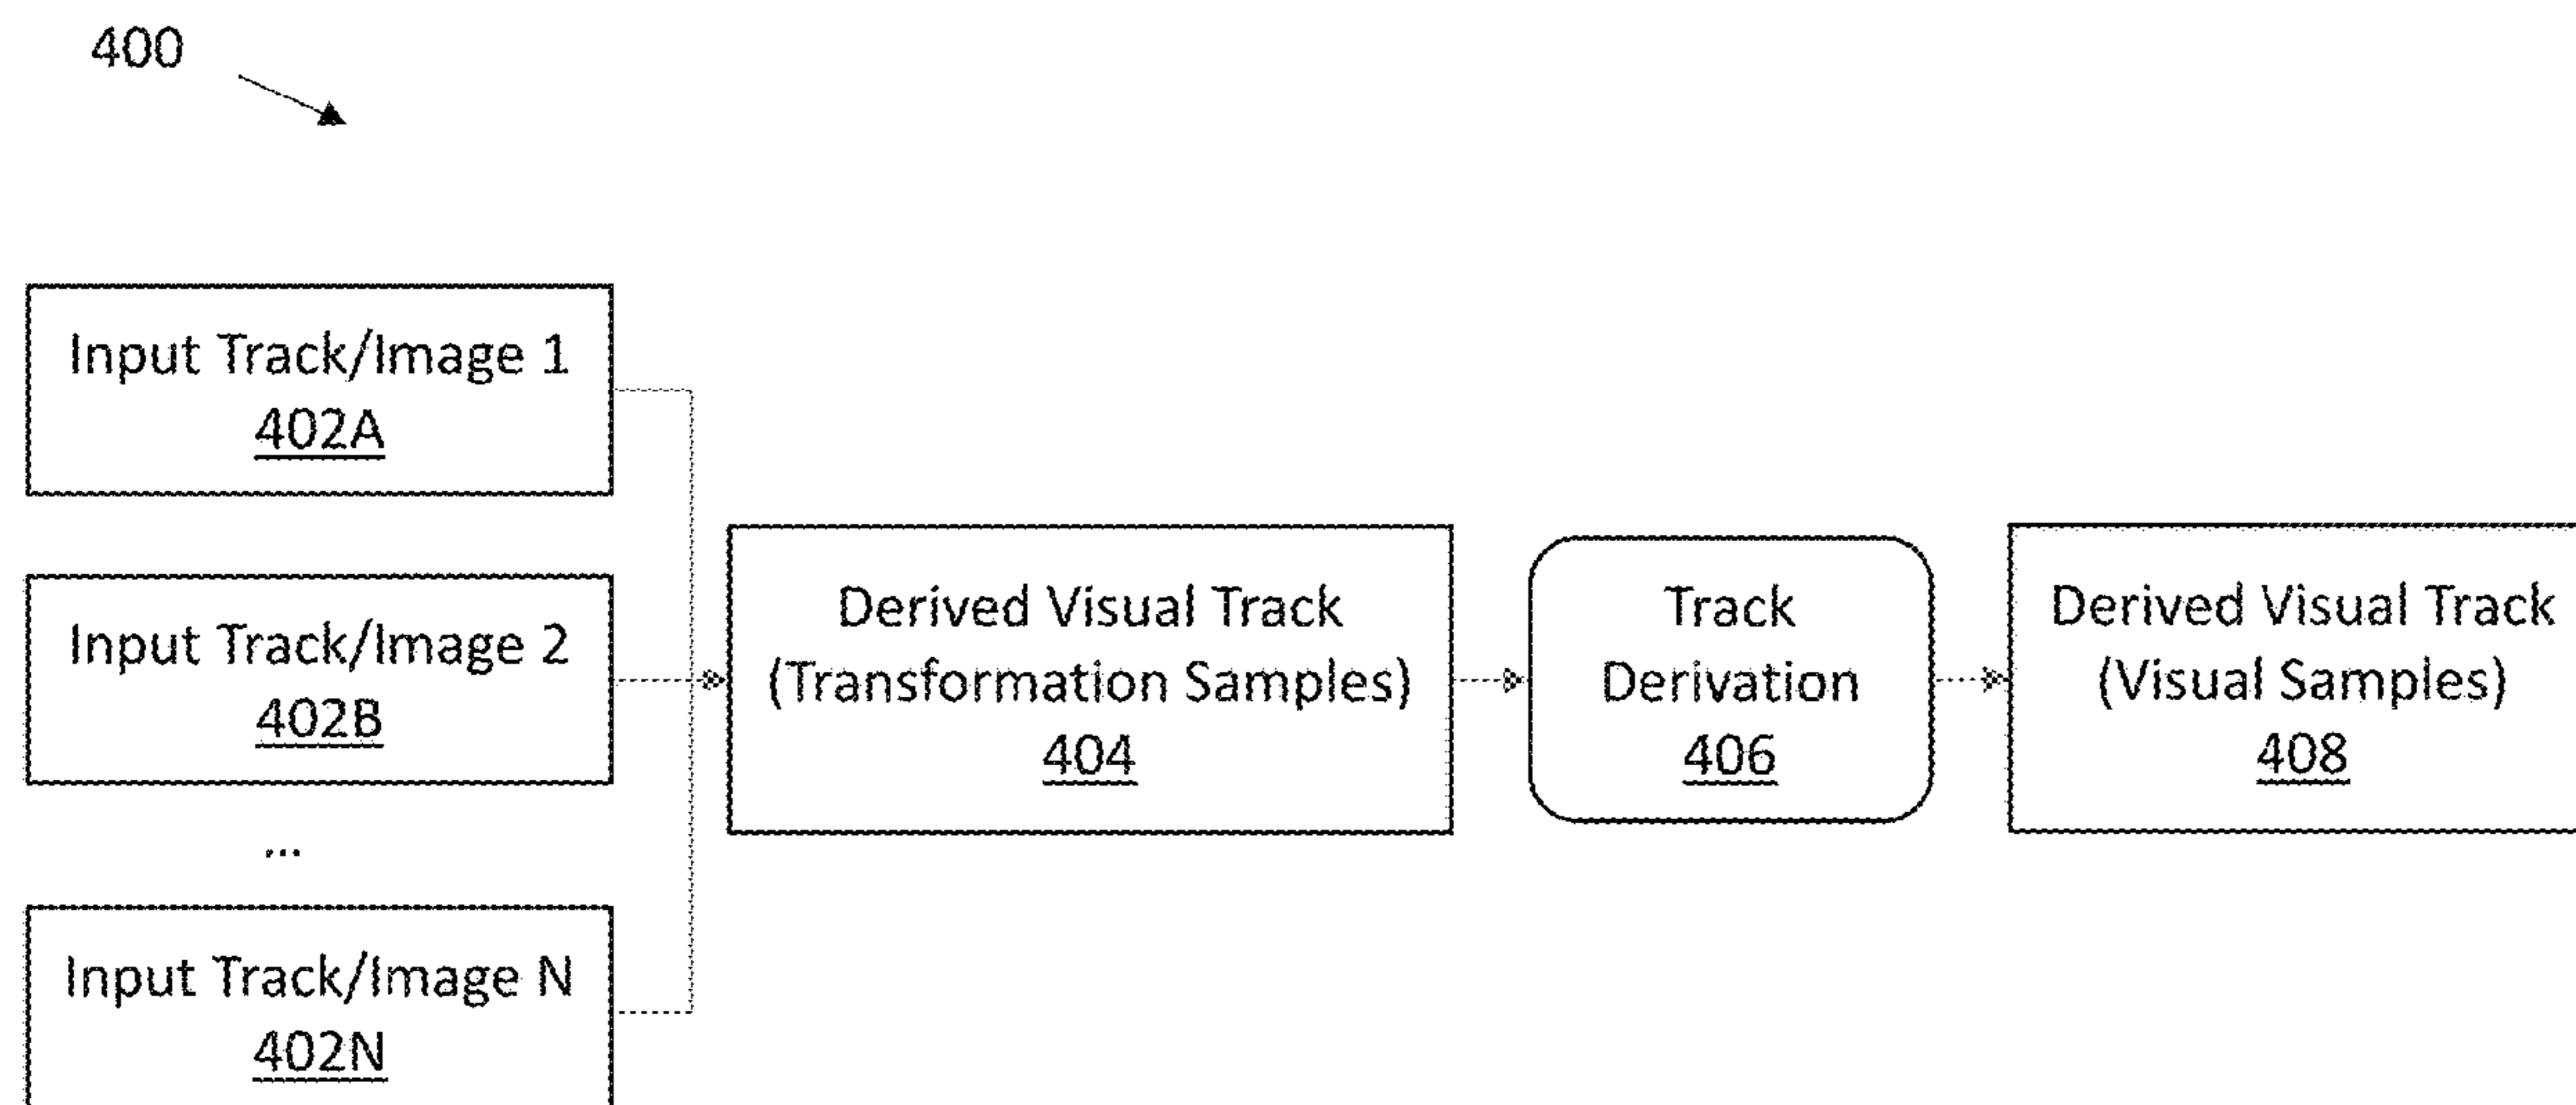 400
Input Track/Image 1
402A
Input Track/Image 2
402B
...
Input Track/Image N
402N
Derived Visual Track
(Transformation Samples)
404
Track
Derivation
406
Derived Visual Track
(Visual Samples)
408